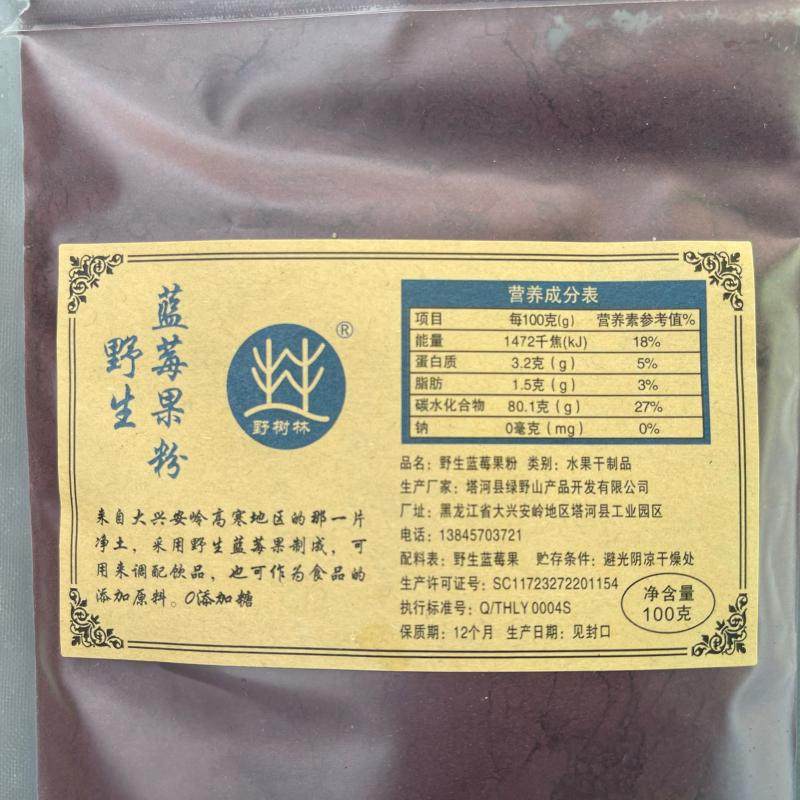 野生
蓝莓果粉
®
野树林
来自大兴安岭高寒地区的那一片
净土，采用野生蓝莓果制成，可
用来调配饮品，也可作为食品的
添加原料。0添加糖
营养成分表
项目 每100克(g) 营养素参考值%
能量 1472千焦(kJ) 18%
蛋白质 3.2克（g） 5%
脂肪 1.5克（g） 3%
碳水化合物 80.1克（g） 27%
钠 0毫克（mg） 0%
品名：野生蓝莓果粉 类别：水果干制品
生产厂家：塔河县绿野山产品开发有限公司
厂址：黑龙江省大兴安岭地区塔河县工业园区
电话：13845703721
配料表：野生蓝莓果 贮存条件：避光阴凉干燥处
生产许可证号：SC11723272201154
执行标准号：Q/THLY 0004S
保质期：12个月 生产日期：见封口
净含量
100克